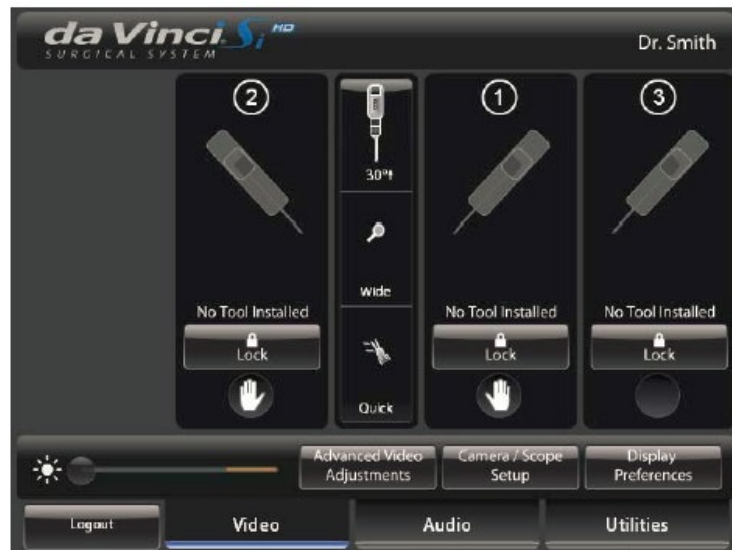 da Vinci Si HD
SURGICAL SYSTEM
Dr. Smith
2
1
3
30°
No Tool Installed
Wide
No Tool Installed
No Tool Installed
Lock
Lock
Lock
Quick
Advanced Video
Adjustments
Camera / Scope
Setup
Display
Preferences
Logout
Video
Audio
Utilities